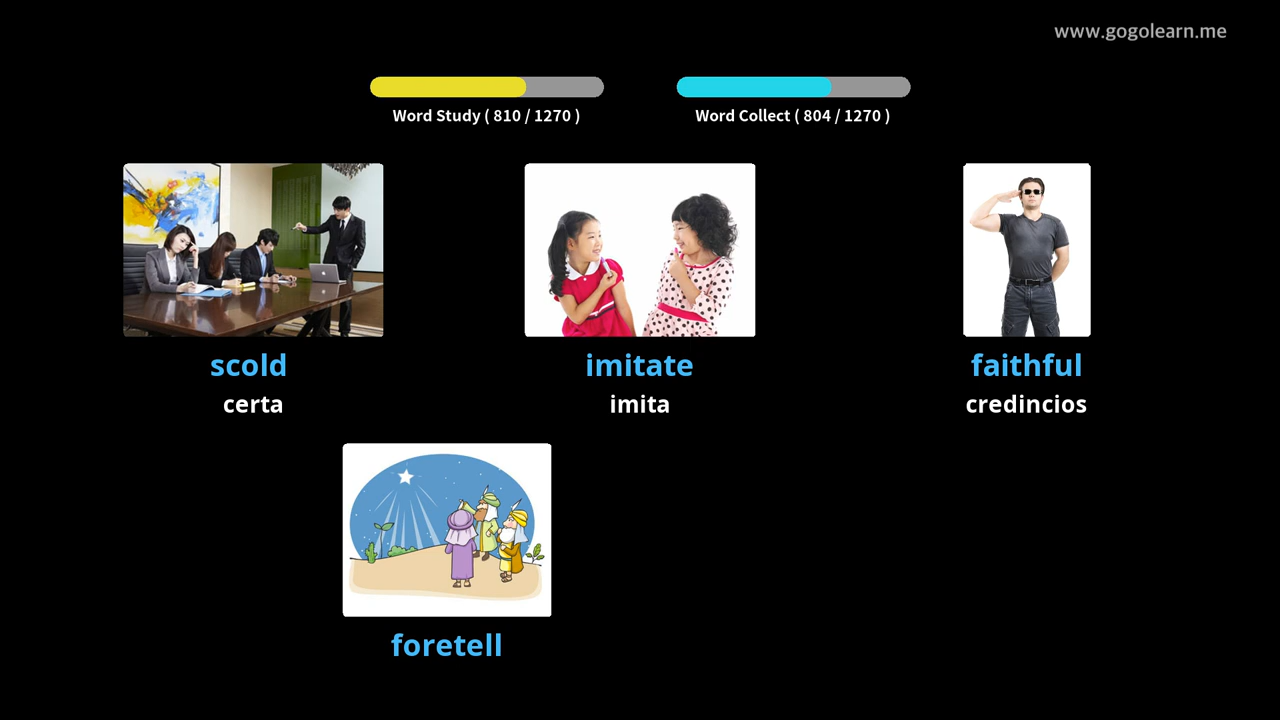 www.gogolearn.me
Word Study ( 810 / 1270 )
Word Collect ( 804 / 1270 )
scold
imitate
faithful
certa
imita
credincios
foretell